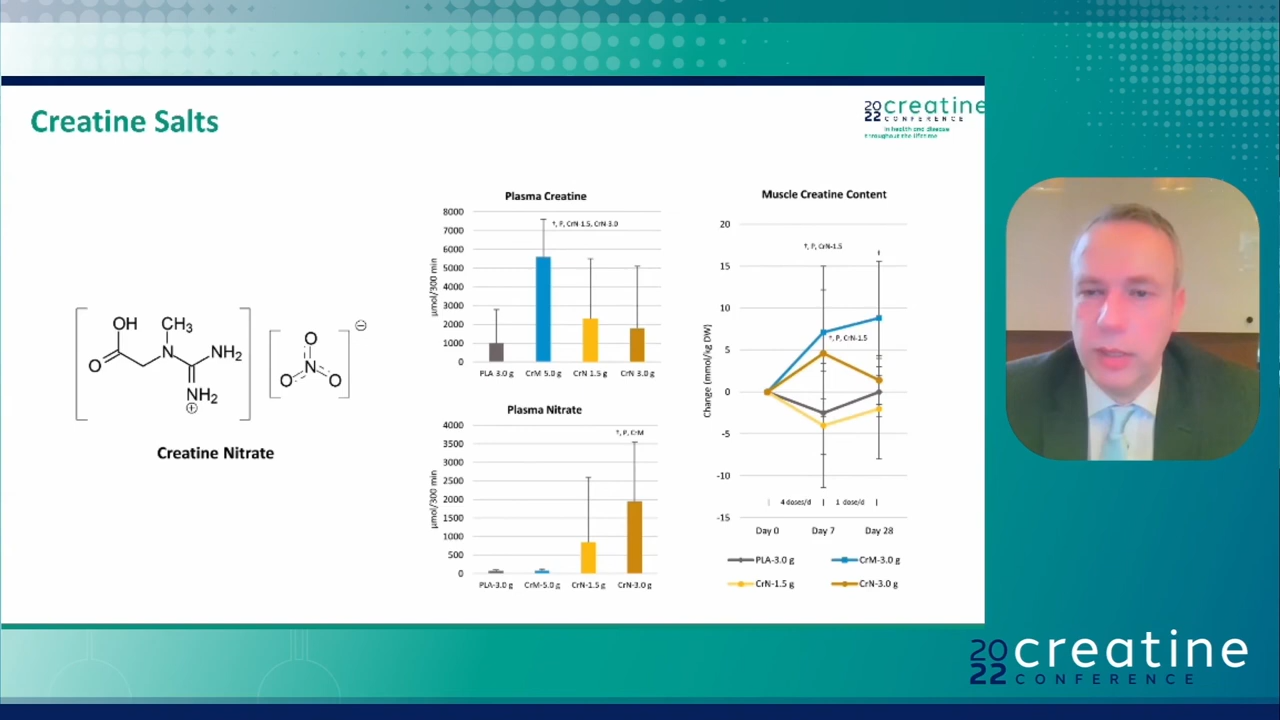 Creatine Salts
20
22 creatine
CONFERENCE
in health and disease
throughout the lifetime
OH CH₃
O N NH₂
NH₂
⊕
⊖
O
N
O O
Creatine Nitrate
Plasma Creatine
†, P, CrN-1.5, CrN-3.0
μmol/300 min
8000
7000
6000
5000
4000
3000
2000
1000
0
PLA 3.0 g CrM 5.0 g CrN 1.5 g CrN 3.0 g
Plasma Nitrate
†, P, CrM
μmol/300 min
4000
3500
3000
2500
2000
1500
1000
500
0
PLA-3.0 g CrM-5.0 g CrN-1.5 g CrN-3.0 g
Muscle Creatine Content
†, P, CrN-1.5
†
†, P, CrN-1.5
Change (mmol/kg DW)
20
15
10
5
0
-5
-10
-15
4 doses/d 1 dose/d
Day 0 Day 7 Day 28
PLA-3.0 g CrM-3.0 g
CrN-1.5 g CrN-3.0 g
20
22 creatine
CONFERENCE